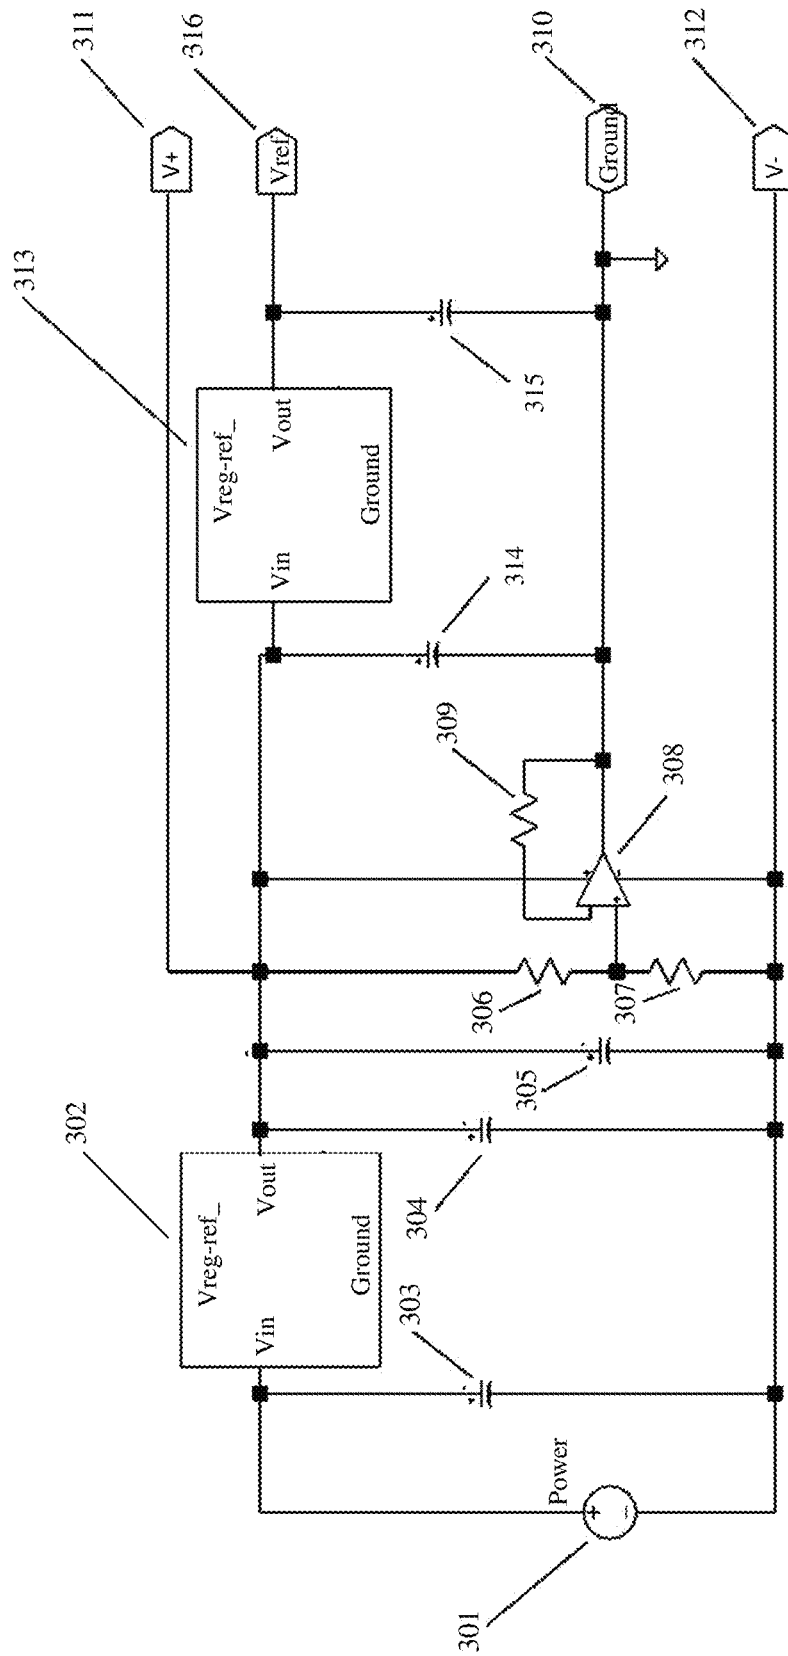 311
V+
316
Vref
310
Ground
312
V-
313
Vreg-ref_
Vin
Vout
Ground
315
314
309
308
306
307
305
304
302
Vreg-ref_
Vin
Vout
Ground
303
Power
301